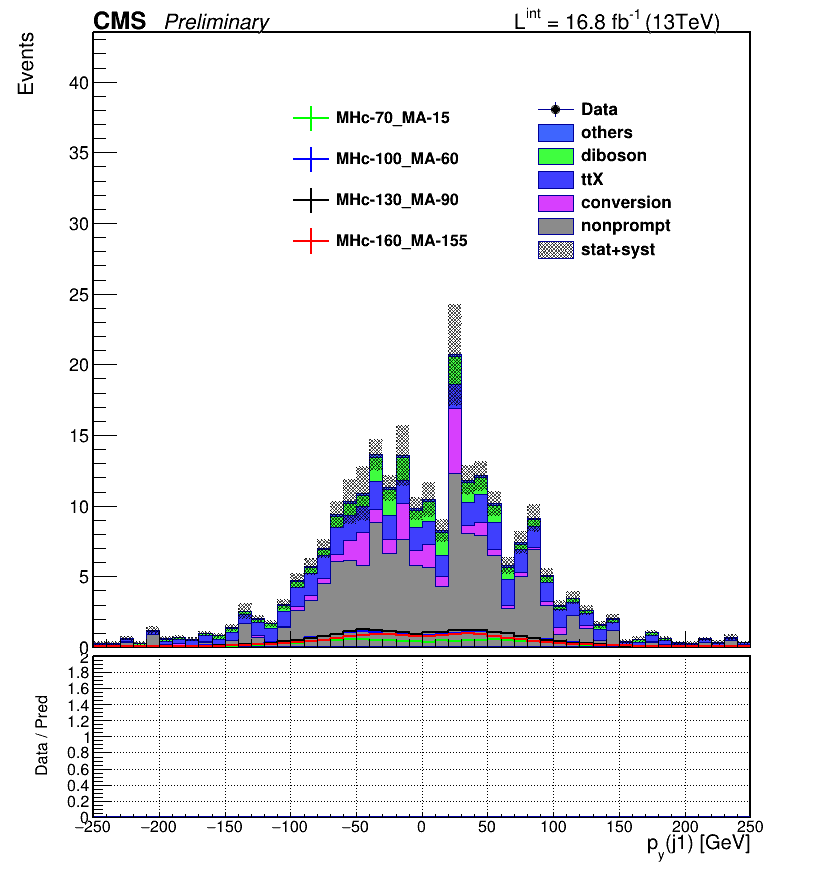 CMS Preliminary L^int = 16.8 fb^-1 (13TeV)
Events
40
35
30
25
20
15
10
5
0
MHc-70_MA-15
MHc-100_MA-60
MHc-130_MA-90
MHc-160_MA-155
Data
others
diboson
ttX
conversion
nonprompt
stat+syst
Data / Pred
2
1.8
1.6
1.4
1.2
1
0.8
0.6
0.4
0.2
0
−250 −200 −150 −100 −50 0 50 100 150 200 250
p_y(j1) [GeV]